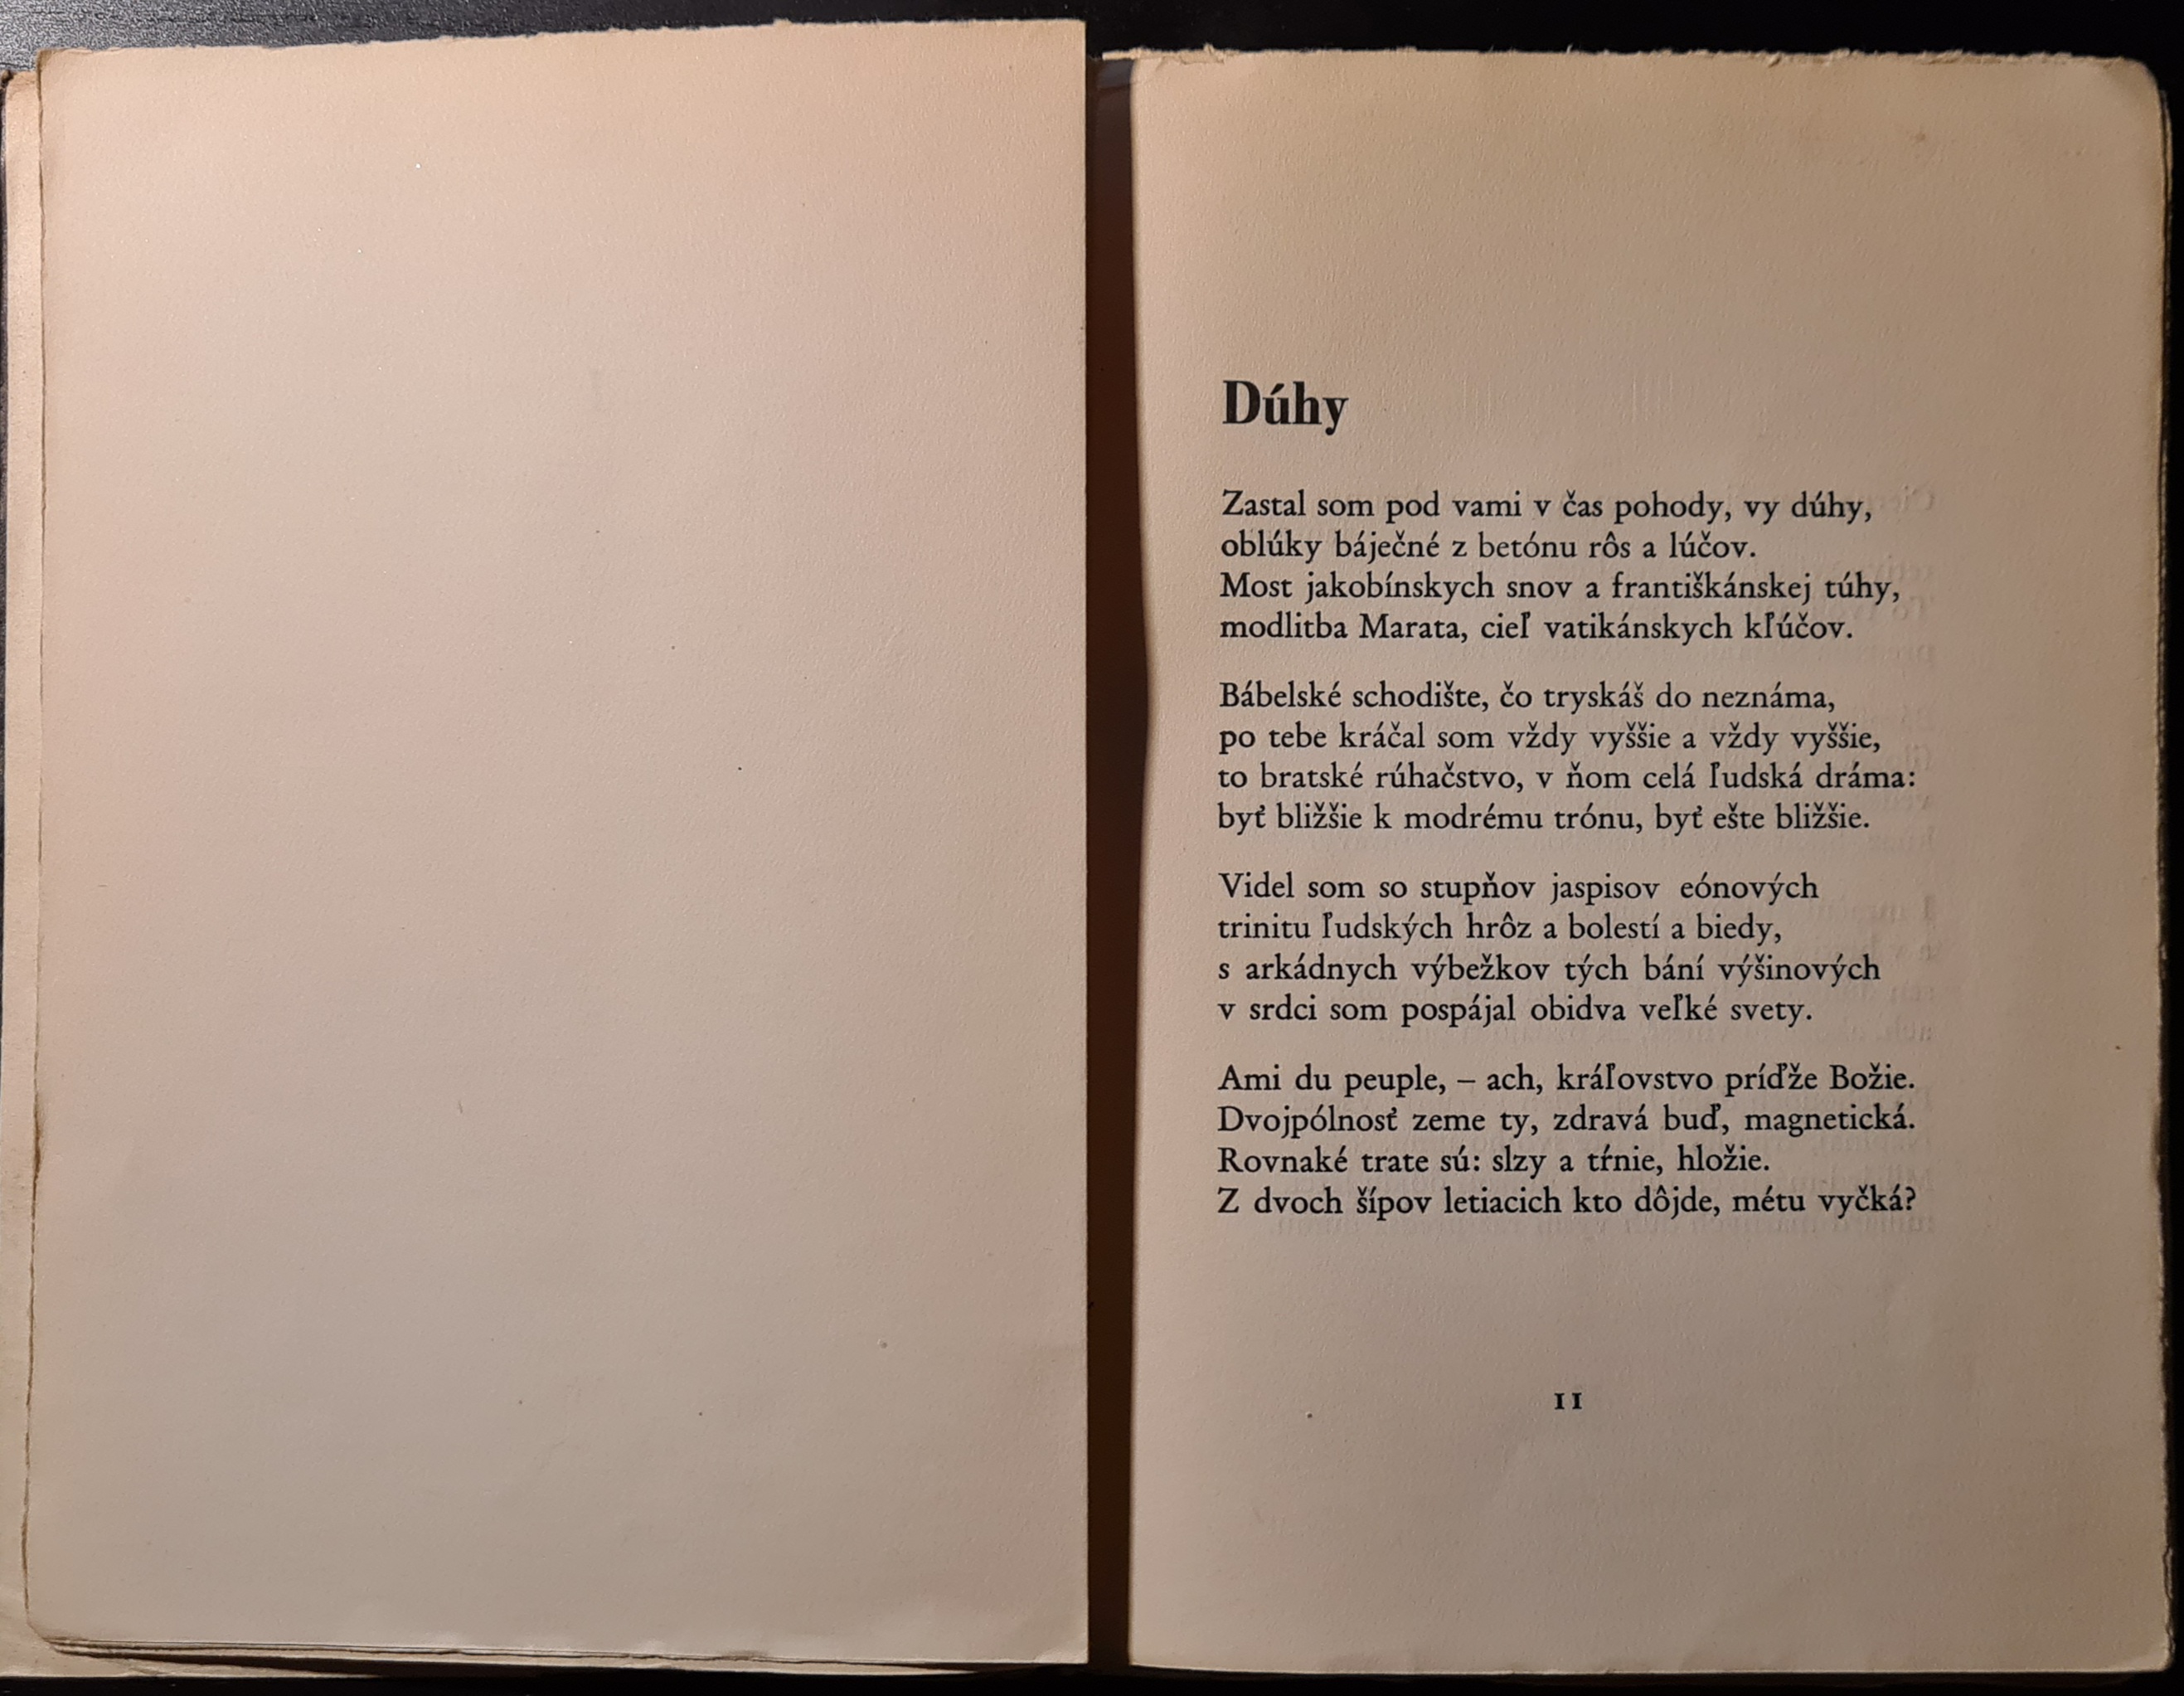 Dúhy
Zastal som pod vami v čas pohody, vy dúhy,
oblúky báječné z betónu rôs a lúčov.
Most jakobínskych snov a františkánskej túhy,
modlitba Marata, cieľ vatikánskych kľúčov.
Bábelské schodište, čo tryskáš do neznáma,
po tebe kráčal som vždy vyššie a vždy vyššie,
to bratské rúhačstvo, v ňom celá ľudská dráma:
byť bližšie k modrému trónu, byť ešte bližšie.
Videl som so stupňov jaspisov eónových
trinitu ľudských hrôz a bolestí a biedy,
s arkádnych výbežkov tých bání výšinových
v srdci som pospájal obidva veľké svety.
Ami du peuple, – ach, kráľovstvo príďže Božie.
Dvojpólnosť zeme ty, zdravá buď, magnetická.
Rovnaké trate sú: slzy a tŕnie, hložie.
Z dvoch šípov letiacich kto dôjde, métu vyčká?
11